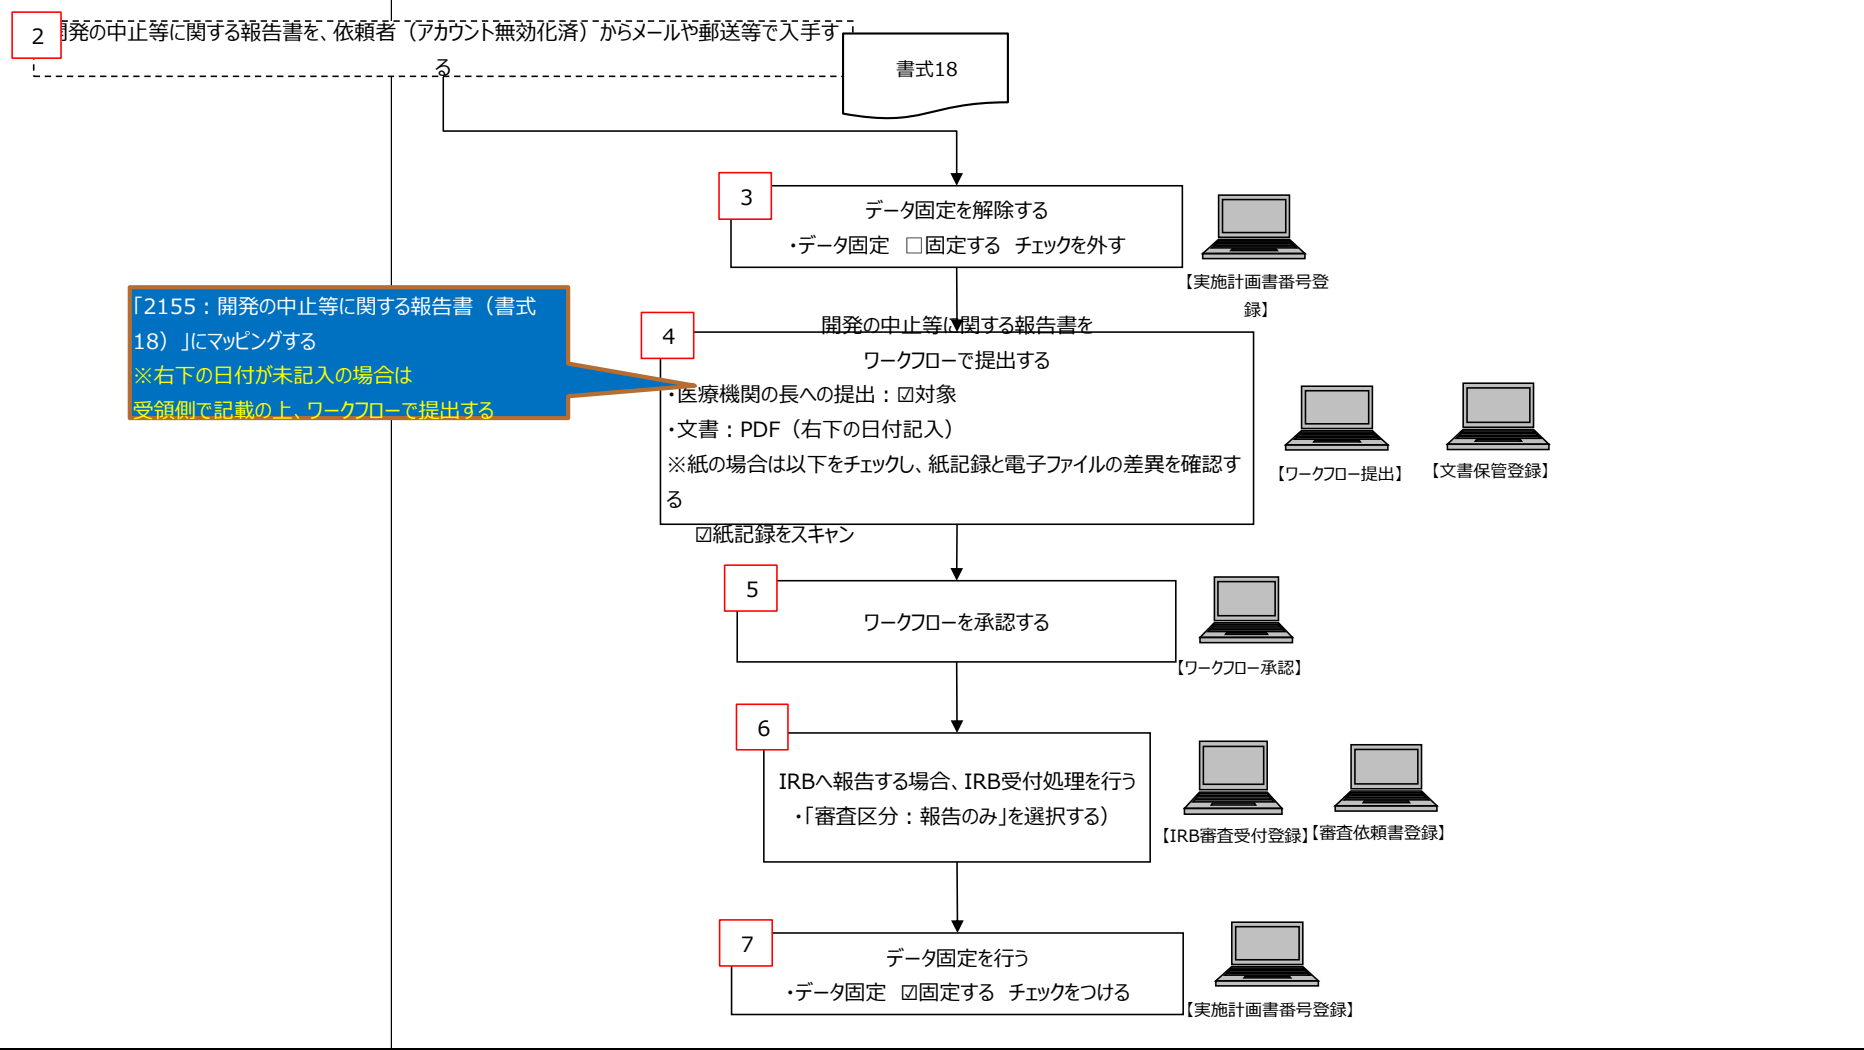 2
発の中止等に関する報告書を、依頼者（アカウント無効化済）からメールや郵送等で入手す
る
書式18
3
データ固定を解除する
・データ固定　□固定する　チェックを外す
【実施計画書番号登
録】
「2155：開発の中止等に関する報告書（書式
18）」にマッピングする
※右下の日付が未記入の場合は
受領側で記載の上、ワークフローで提出する
4
開発の中止等に関する報告書を
ワークフローで提出する
・医療機関の長への提出：☑対象
・文書：PDF（右下の日付記入）
※紙の場合は以下をチェックし、紙記録と電子ファイルの差異を確認す
る
☑紙記録をスキャン
【ワークフロー提出】
【文書保管登録】
5
ワークフローを承認する
【ワークフロー承認】
6
IRBへ報告する場合、IRB受付処理を行う
・「審査区分：報告のみ」を選択する）
【IRB審査受付登録】
【審査依頼書登録】
7
データ固定を行う
・データ固定　☑固定する　チェックをつける
【実施計画書番号登録】